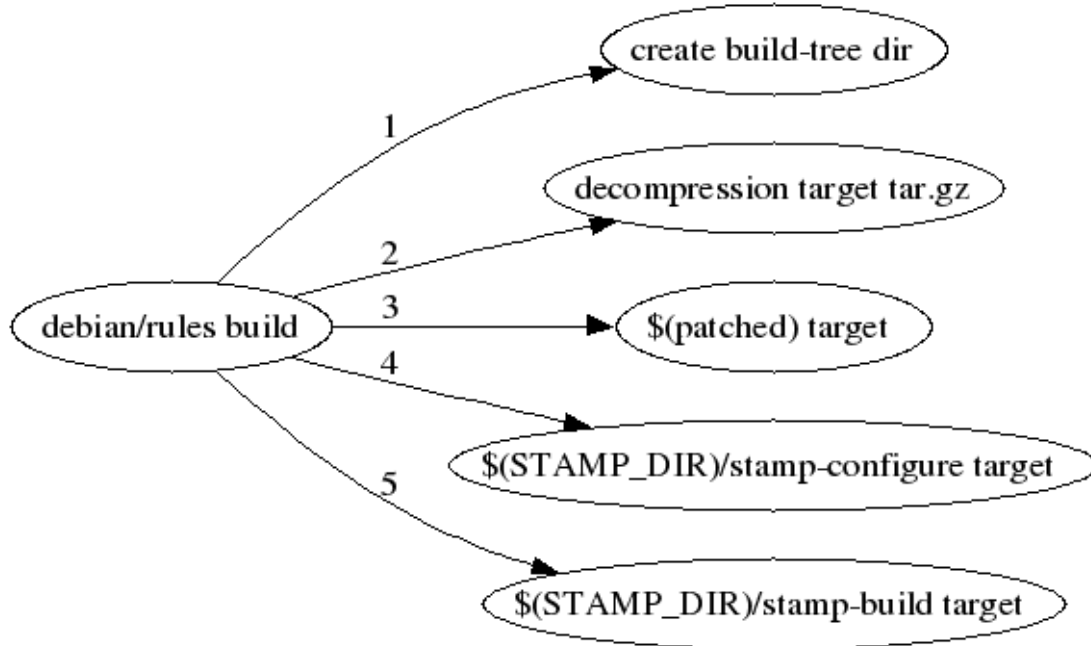 create build-tree dir
1
decompression target tar.gz
2
debian/rules build
3
$(patched) target
4
$(STAMP_DIR)/stamp-configure target
5
$(STAMP_DIR)/stamp-build target